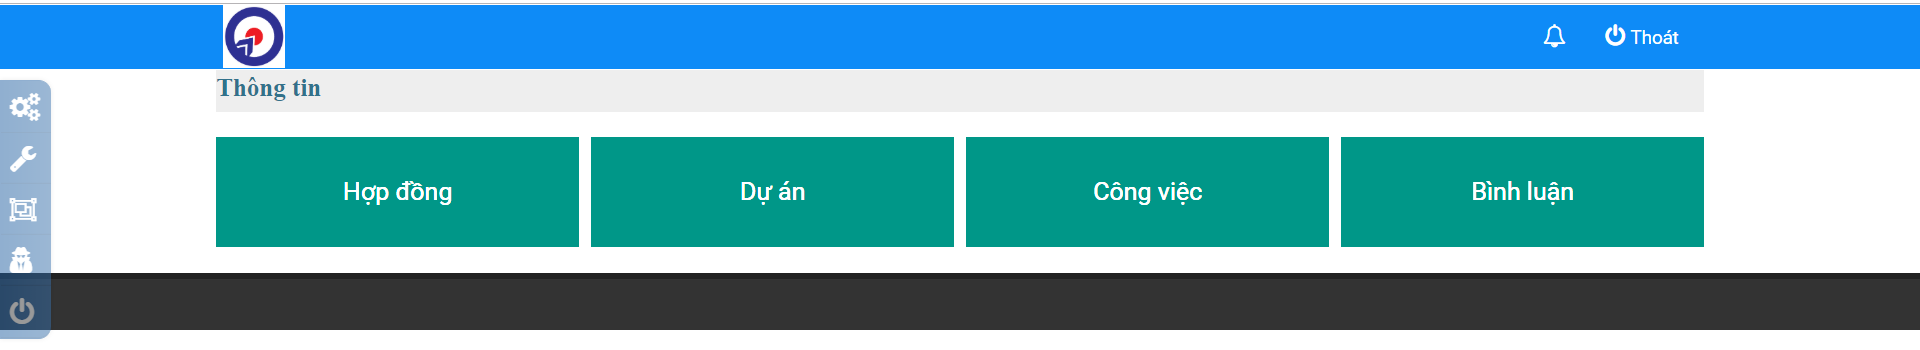 Thoát
Thông tin
Hợp đồng
Dự án
Công việc
Bình luận